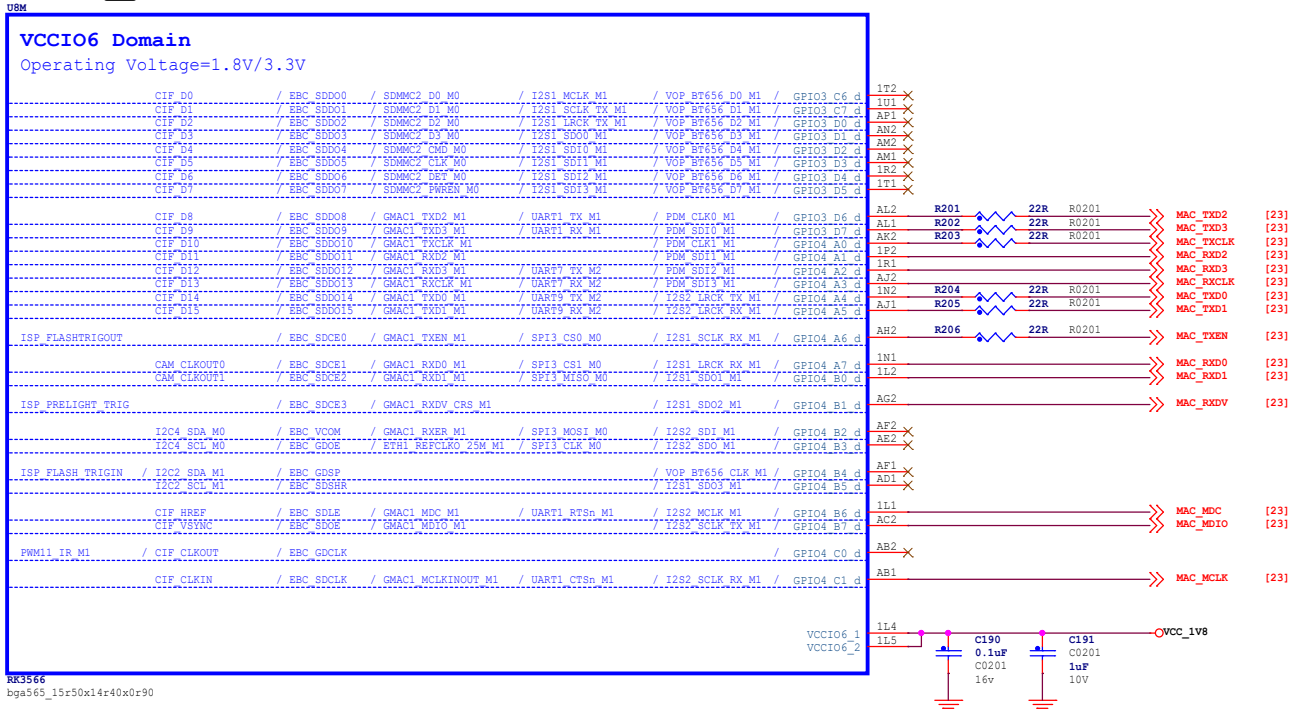 U8M
VCCIO6 Domain
Operating Voltage=1.8V/3.3V
CIF_D0 / EBC_SDDO0 / SDMMC2_D0_M0 / I2S1_MCLK_M1 / VOP_BT656_D0_M1 / GPIO3_C6_d 1T2
CIF_D1 / EBC_SDDO1 / SDMMC2_D1_M0 / I2S1_SCLK_TX_M1 / VOP_BT656_D1_M1 / GPIO3_C7_d 1U1
CIF_D2 / EBC_SDDO2 / SDMMC2_D2_M0 / I2S1_LRCK_TX_M1 / VOP_BT656_D2_M1 / GPIO3_D0_d AP1
CIF_D3 / EBC_SDDO3 / SDMMC2_D3_M0 / I2S1_SDO0_M1 / VOP_BT656_D3_M1 / GPIO3_D1_d AN2
CIF_D4 / EBC_SDDO4 / SDMMC2_CMD_M0 / I2S1_SDI0_M1 / VOP_BT656_D4_M1 / GPIO3_D2_d AM2
CIF_D5 / EBC_SDDO5 / SDMMC2_CLK_M0 / I2S1_SDI1_M1 / VOP_BT656_D5_M1 / GPIO3_D3_d AM1
CIF_D6 / EBC_SDDO6 / SDMMC2_DET_M0 / I2S1_SDI2_M1 / VOP_BT656_D6_M1 / GPIO3_D4_d 1R2
CIF_D7 / EBC_SDDO7 / SDMMC2_PWREN_M0 / I2S1_SDI3_M1 / VOP_BT656_D7_M1 / GPIO3_D5_d 1T1
CIF_D8 / EBC_SDDO8 / GMAC1_TXD2_M1 / UART1_TX_M1 / PDM_CLK0_M1 / GPIO3_D6_d AL2 R201 22R R0201 MAC_TXD2 [23]
CIF_D9 / EBC_SDDO9 / GMAC1_TXD3_M1 / UART1_RX_M1 / PDM_SDI0_M1 / GPIO3_D7_d AL1 R202 22R R0201 MAC_TXD3 [23]
CIF_D10 / EBC_SDDO10 / GMAC1_TXCLK_M1 / PDM_CLK1_M1 / GPIO4_A0_d AK2 R203 22R R0201 MAC_TXCLK [23]
CIF_D11 / EBC_SDDO11 / GMAC1_RXD2_M1 / PDM_SDI1_M1 / GPIO4_A1_d 1P2 MAC_RXD2 [23]
CIF_D12 / EBC_SDDO12 / GMAC1_RXD3_M1 / UART7_TX_M2 / PDM_SDI2_M1 / GPIO4_A2_d 1R1 MAC_RXD3 [23]
CIF_D13 / EBC_SDDO13 / GMAC1_RXCLK_M1 / UART7_RX_M2 / PDM_SDI3_M1 / GPIO4_A3_d AJ2 MAC_RXCLK [23]
CIF_D14 / EBC_SDDO14 / GMAC1_TXD0_M1 / UART9_TX_M2 / I2S2_LRCK_TX_M1 / GPIO4_A4_d 1N2 R204 22R R0201 MAC_TXD0 [23]
CIF_D15 / EBC_SDDO15 / GMAC1_TXD1_M1 / UART9_RX_M2 / I2S2_LRCK_RX_M1 / GPIO4_A5_d AJ1 R205 22R R0201 MAC_TXD1 [23]
ISP_FLASHTRIGOUT / EBC_SDCE0 / GMAC1_TXEN_M1 / SPI3_CS0_M0 / I2S1_SCLK_RX_M1 / GPIO4_A6_d AH2 R206 22R R0201 MAC_TXEN [23]
CAM_CLKOUT0 / EBC_SDCE1 / GMAC1_RXD0_M1 / SPI3_CS1_M0 / I2S1_LRCK_RX_M1 / GPIO4_A7_d 1N1 MAC_RXD0 [23]
CAM_CLKOUT1 / EBC_SDCE2 / GMAC1_RXD1_M1 / SPI3_MISO_M0 / I2S1_SDO1_M1 / GPIO4_B0_d 1L2 MAC_RXD1 [23]
ISP_PRELIGHT_TRIG / EBC_SDCE3 / GMAC1_RXDV_CRS_M1 / I2S1_SDO2_M1 / GPIO4_B1_d AG2 MAC_RXDV [23]
I2C4_SDA_M0 / EBC_VCOM / GMAC1_RXER_M1 / SPI3_MOSI_M0 / I2S2_SDI_M1 / GPIO4_B2_d AF2
I2C4_SCL_M0 / EBC_GDOE / ETH1_REFCLKO_25M_M1 / SPI3_CLK_M0 / I2S2_SDO_M1 / GPIO4_B3_d AE2
ISP_FLASH_TRIGIN / I2C2_SDA_M1 / EBC_GDSP / VOP_BT656_CLK_M1 / GPIO4_B4_d AF1
I2C2_SCL_M1 / EBC_SDSHR / I2S1_SDO3_M1 / GPIO4_B5_d AD1
CIF_HREF / EBC_SDLE / GMAC1_MDC_M1 / UART1_RTSn_M1 / I2S2_MCLK_M1 / GPIO4_B6_d 1L1 MAC_MDC [23]
CIF_VSYNC / EBC_SDOE / GMAC1_MDIO_M1 / I2S2_SCLK_TX_M1 / GPIO4_B7_d AC2 MAC_MDIO [23]
PWM11_IR_M1 / CIF_CLKOUT / EBC_GDCLK / GPIO4_C0_d AB2
CIF_CLKIN / EBC_SDCLK / GMAC1_MCLKINOUT_M1 / UART1_CTSn_M1 / I2S2_SCLK_RX_M1 / GPIO4_C1_d AB1 MAC_MCLK [23]
VCCIO6_1 1L4 VCC_1V8
VCCIO6_2 1L5
C190 C191
0.1uF C0201
C0201 1uF
16v 10V
RK3566
bga565_15r50x14r40x0r90